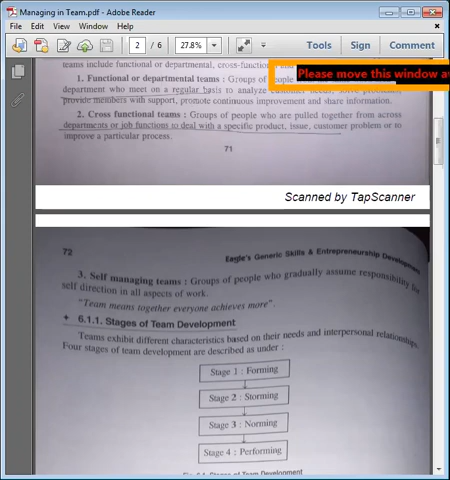 Managing in Team.pdf - Adobe Reader
File Edit View Window Help
2 / 6 27.8% Tools Sign Comment
teams include functional or departmental, cross-function
Please move this window a
1. Functional or departmental teams : Groups of people
department who meet on a regular basis to analyze customer needs, solve problems,
provide members with support, promote continuous improvement and share information.
2. Cross functional teams : Groups of people who are pulled together from across
departments or job functions to deal with a specific product, issue, customer problem or to
improve a particular process.
71
Scanned by TapScanner
72 Eagle's Generic Skills & Entrepreneurship Development
3. Self managing teams : Groups of people who gradually assume responsibility for
self direction in all aspects of work.
"Team means together everyone achieves more".
+ 6.1.1. Stages of Team Development
Teams exhibit different characteristics based on their needs and interpersonal relationships.
Four stages of team development are described as under :
Stage 1 : Forming
Stage 2 : Storming
Stage 3 : Norming
Stage 4 : Performing
Stages of Team Development